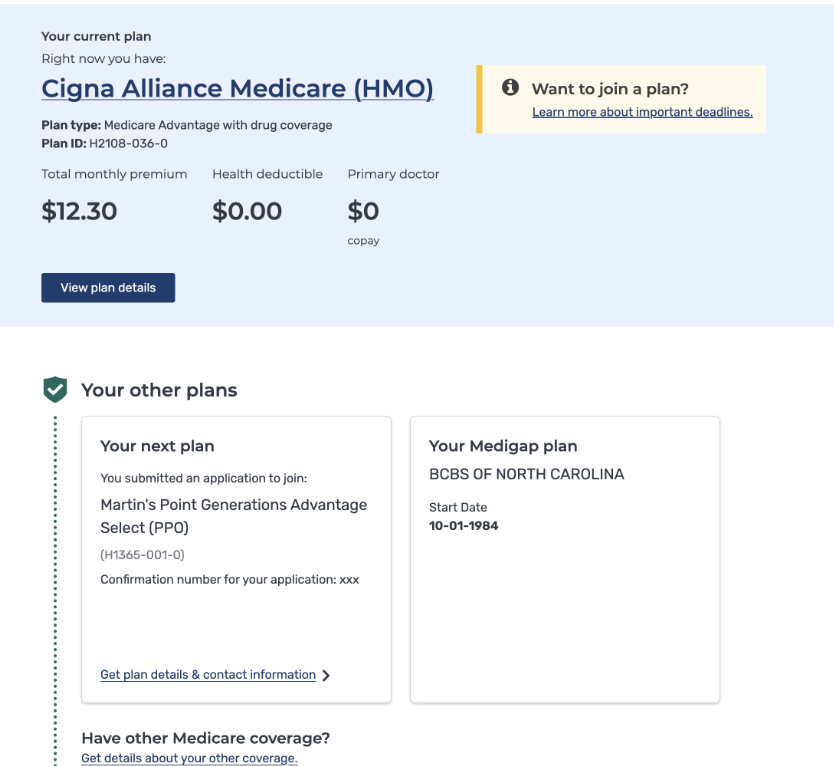 Your current plan
Right now you have:
Cigna Alliance Medicare (HMO)
Plan type: Medicare Advantage with drug coverage
Plan ID: H2108-036-0
Total monthly premium
Health deductible
Primary doctor
$12.30
$0.00
$0
copay
View plan details
Want to join a plan?
Learn more about important deadlines.
Your other plans
Your next plan
You submitted an application to join:
Martin's Point Generations Advantage
Select (PPO)
(H1365-001-0)
Confirmation number for your application: xxx
Get plan details & contact information
Your Medigap plan
BCBS OF NORTH CAROLINA
Start Date
10-01-1984
Have other Medicare coverage?
Get details about your other coverage.